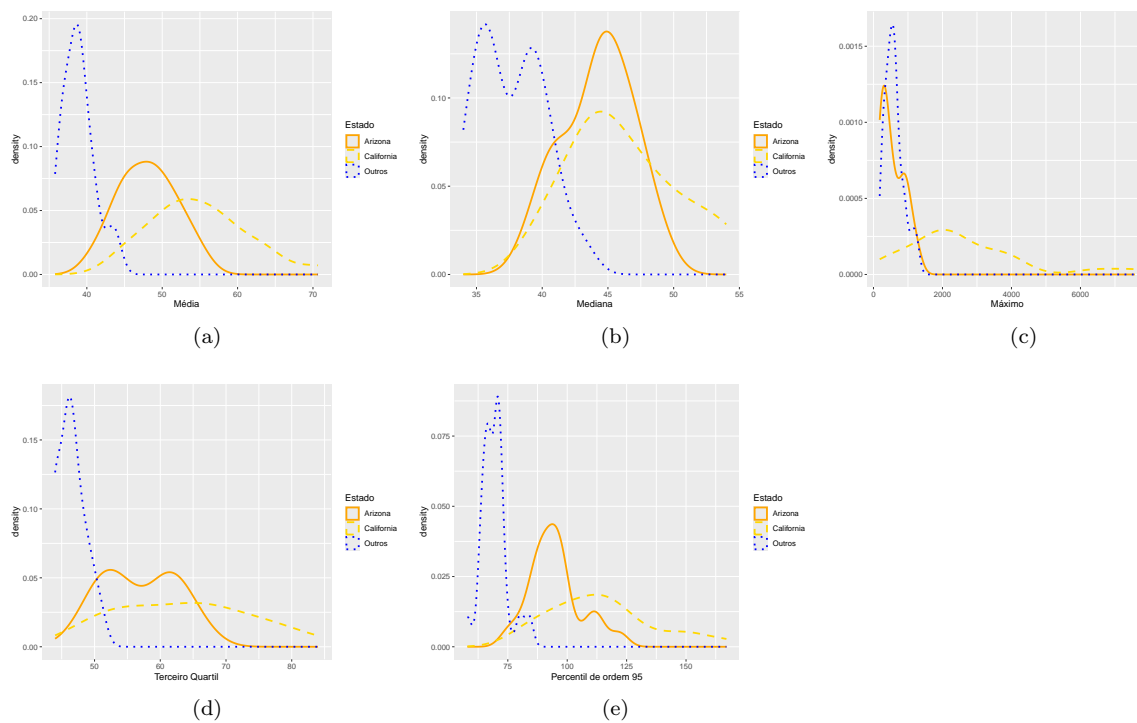 density
0.20
0.15
0.10
0.05
0.00
40
50
60
70
Média
Estado
Arizona
California
Outros
(a)
density
0.10
0.05
0.00
35
40
45
50
55
Mediana
Estado
Arizona
California
Outros
(b)
density
0.0015
0.0010
0.0005
0.0000
0
2000
4000
6000
Máximo
(c)
density
0.15
0.10
0.05
0.00
50
60
70
80
Terceiro Quartil
Estado
Arizona
California
Outros
(d)
density
0.075
0.050
0.025
0.000
75
100
125
150
Percentil de ordem 95
Estado
Arizona
California
Outros
(e)